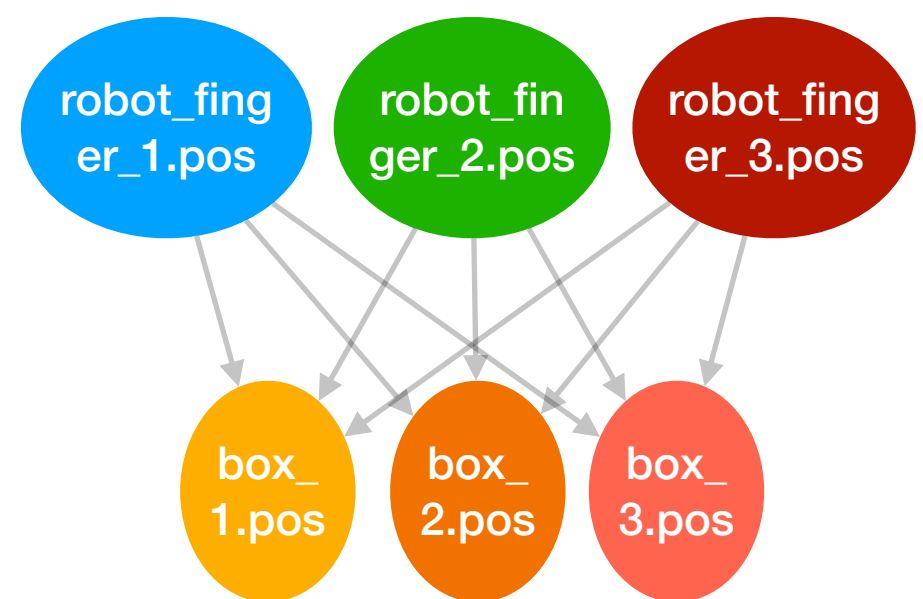 robot_fing
er_1.pos
robot_fin
ger_2.pos
robot_fing
er_3.pos
box_
1.pos
box_
2.pos
box_
3.pos